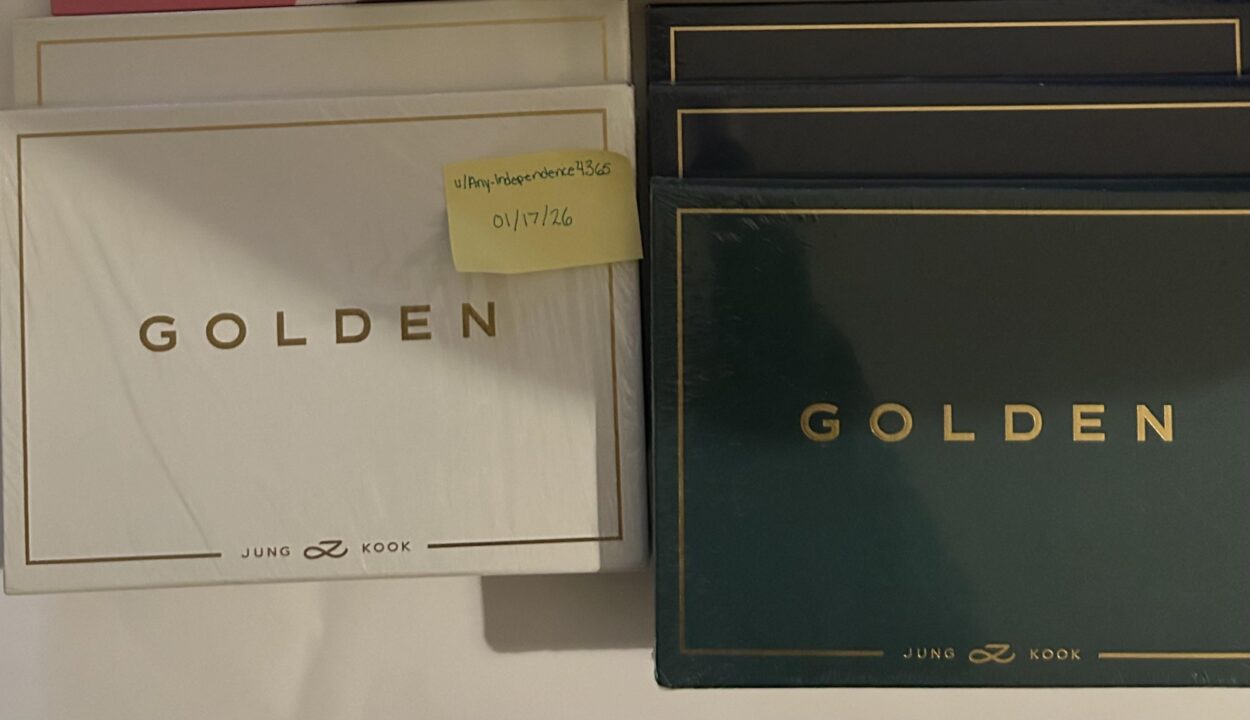 GOLDEN
JUNG KOOK
u/Any-Independence4365
01/17/26
GOLDEN
JUNG KOOK